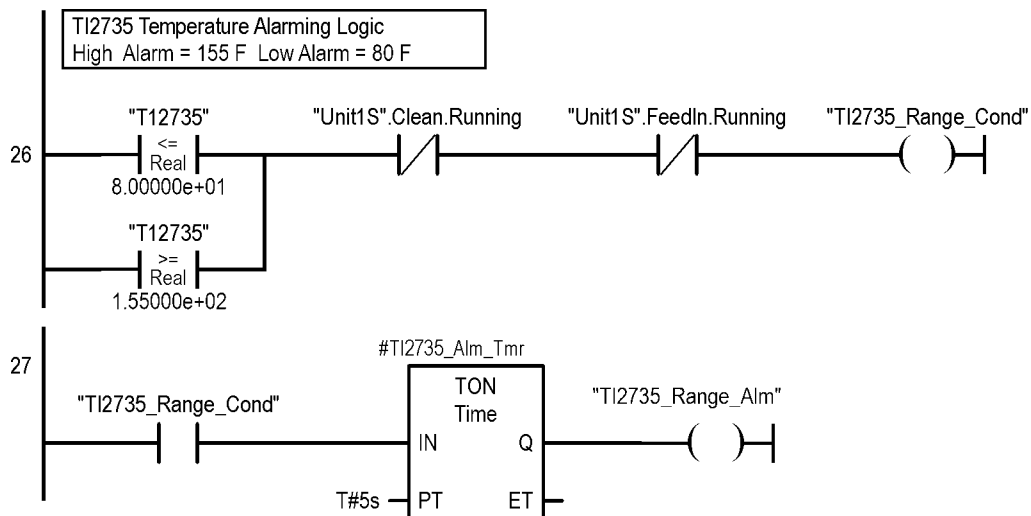 TI2735 Temperature Alarming Logic
High Alarm = 155 F Low Alarm = 80 F
"T12735" "Unit1S".Clean.Running "Unit1S".FeedIn.Running "TI2735_Range_Cond"
26
<=
Real
8.00000e+01
"T12735"
>=
Real
1.55000e+02
27
#TI2735_Alm_Tmr
TON
Time
"TI2735_Range_Cond" "TI2735_Range_Alm"
IN Q
T#5s PT ET